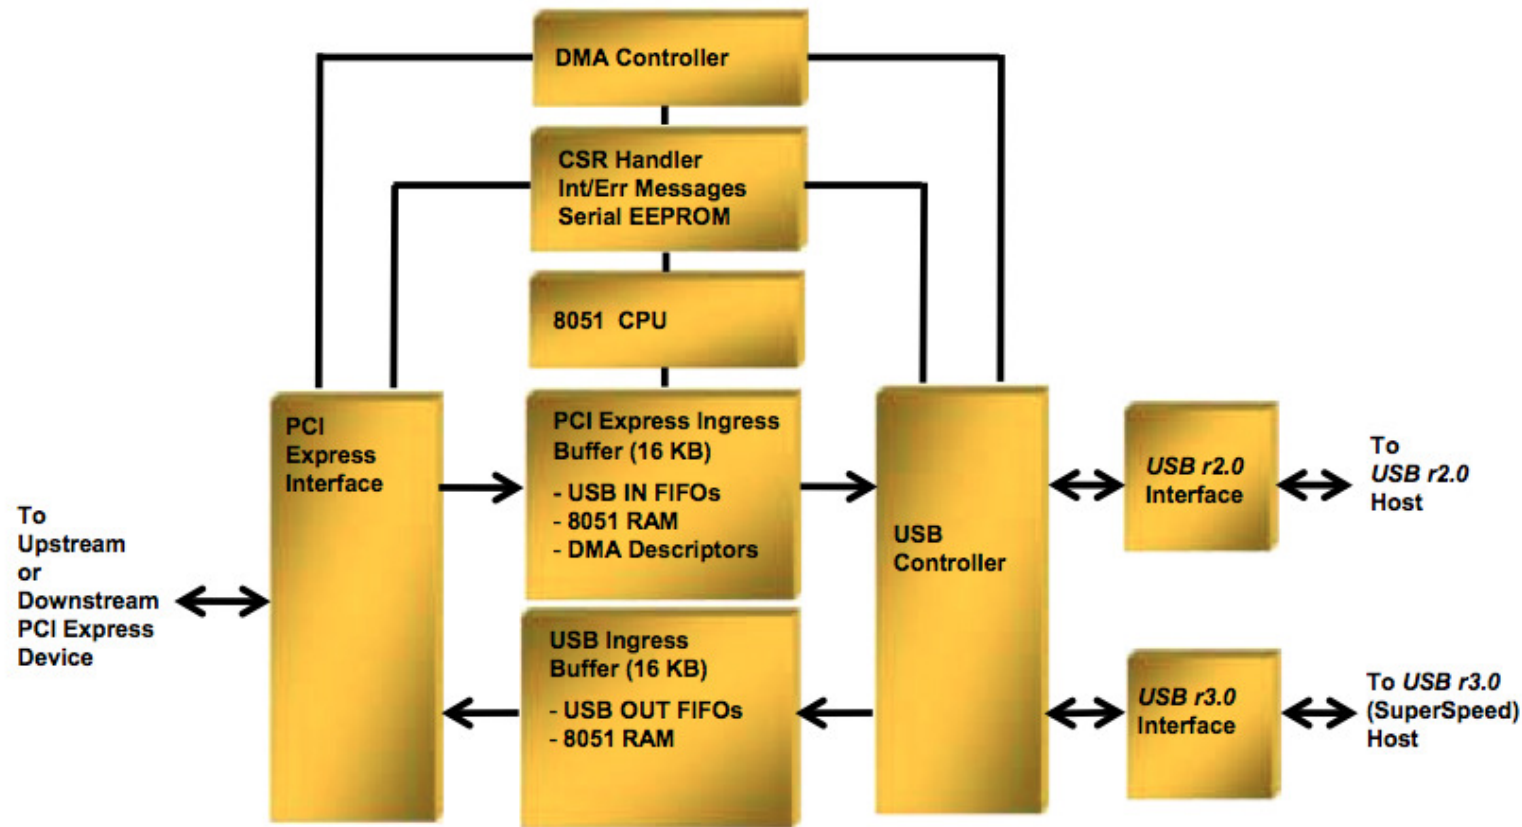 DMA Controller
CSR Handler
Int/Err Messages
Serial EEPROM
8051 CPU
PCI
Express
Interface
PCI Express Ingress
Buffer (16 KB)
- USB IN FIFOs
- 8051 RAM
- DMA Descriptors
USB Ingress
Buffer (16 KB)
- USB OUT FIFOs
- 8051 RAM
USB
Controller
USB r2.0
Interface
To
USB r2.0
Host
USB r3.0
Interface
To USB r3.0
(SuperSpeed)
Host
To
Upstream
or
Downstream
PCI Express
Device